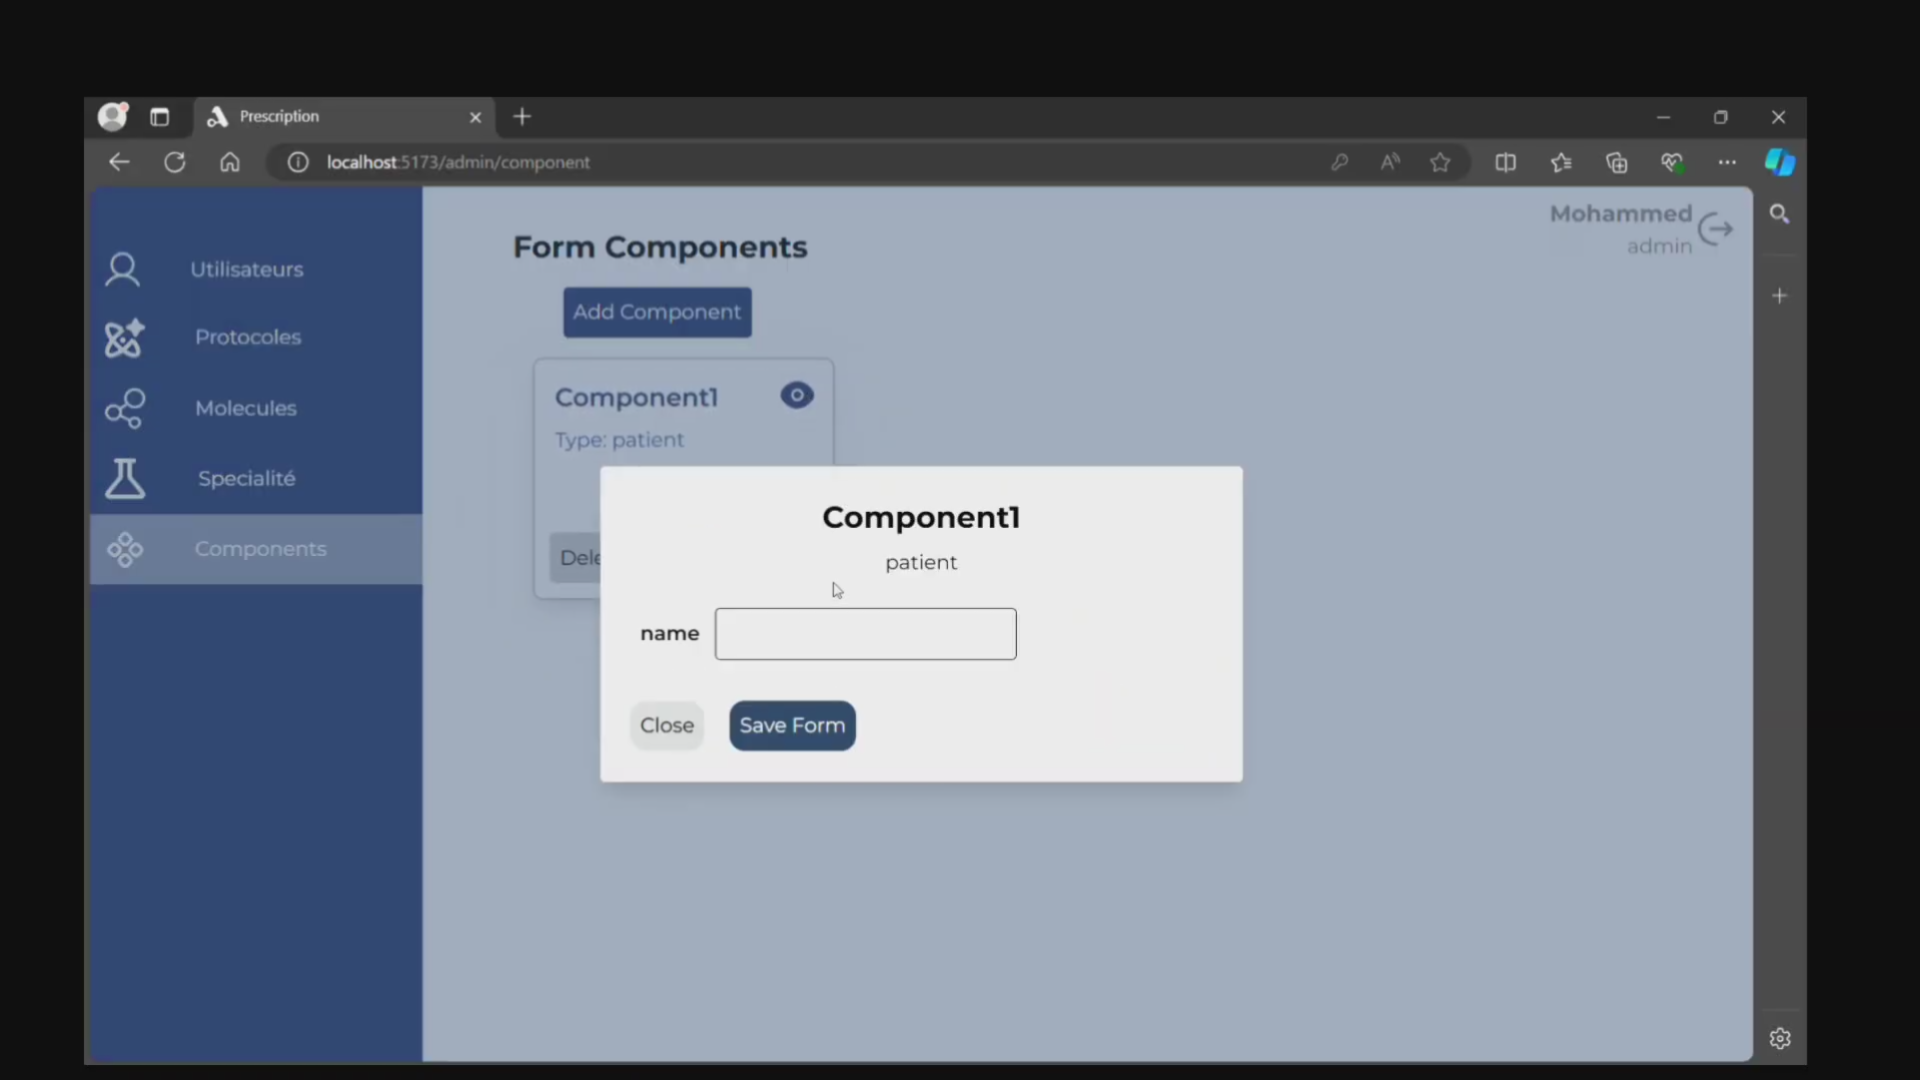 Prescription
localhost:5173/admin/component
Mohammed
admin
Utilisateurs
Protocoles
Molecules
Specialité
Components
Form Components
Add Component
Component1
Type: patient
Dele
Component1
patient
name
Close
Save Form